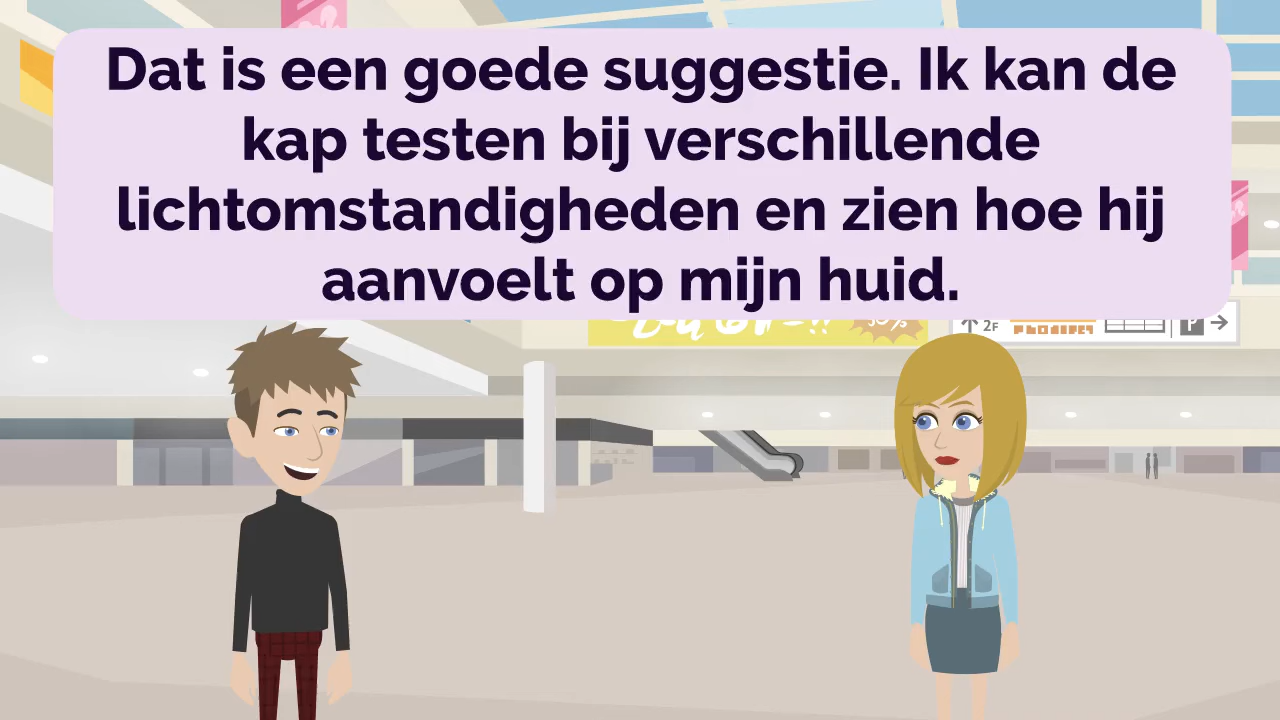 Dat is een goede suggestie. Ik kan de
kap testen bij verschillende
lichtomstandigheden en zien hoe hij
aanvoelt op mijn huid.
2F
P